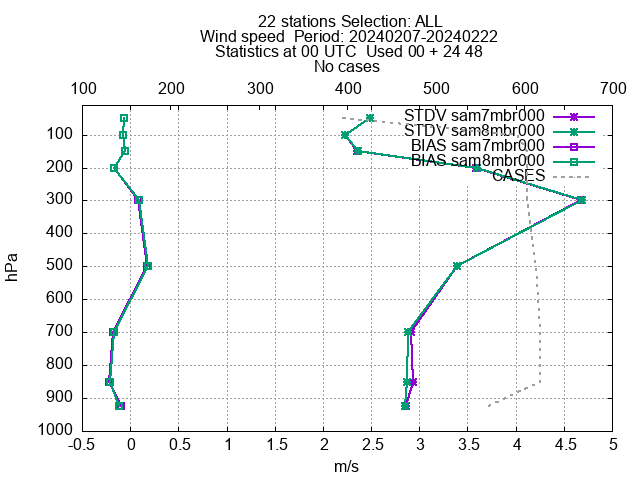 22 stations Selection: ALL
Wind speed  Period: 20240207-20240222
Statistics at 00 UTC  Used 00 + 24 48
No cases
100 200 300 400 500 600 700
STDV sam7mbr000
STDV sam8mbr000
BIAS sam7mbr000
BIAS sam8mbr000
CASES
100
200
300
400
500
600
700
800
900
1000
hPa
-0.5 0 0.5 1 1.5 2 2.5 3 3.5 4 4.5 5
m/s